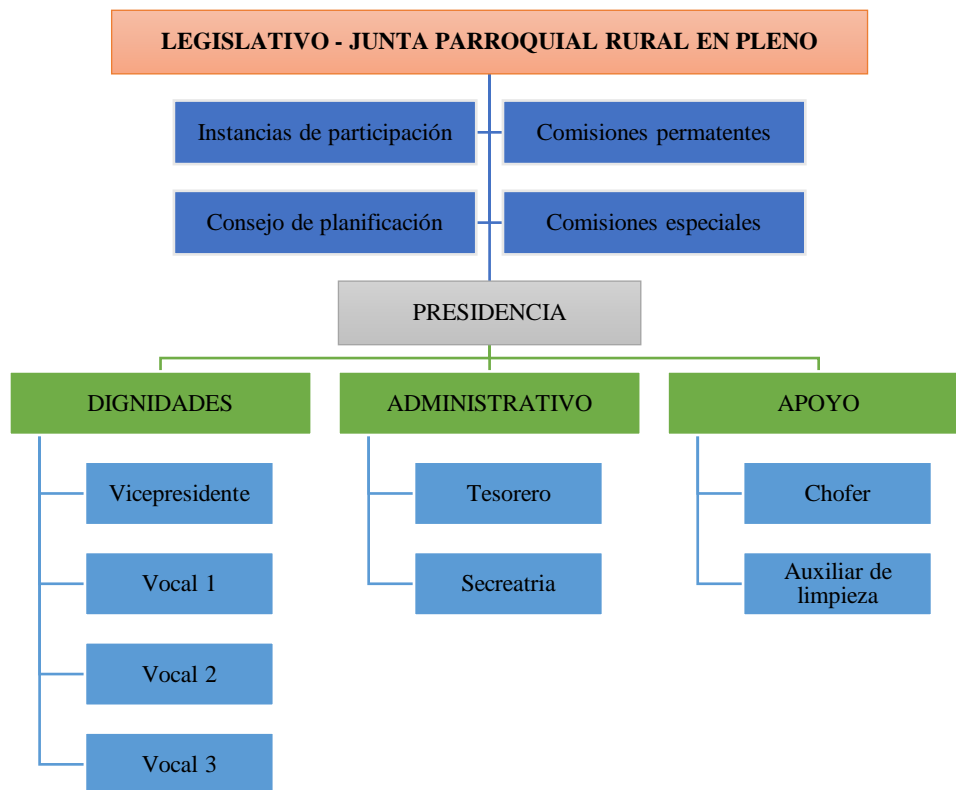 LEGISLATIVO - JUNTA PARROQUIAL RURAL EN PLENO
Instancias de participación
Comisiones permatentes
Consejo de planificación
Comisiones especiales
PRESIDENCIA
DIGNIDADES
ADMINISTRATIVO
APOYO
Vicepresidente
Tesorero
Chofer
Vocal 1
Secreatria
Auxiliar de
limpieza
Vocal 2
Vocal 3